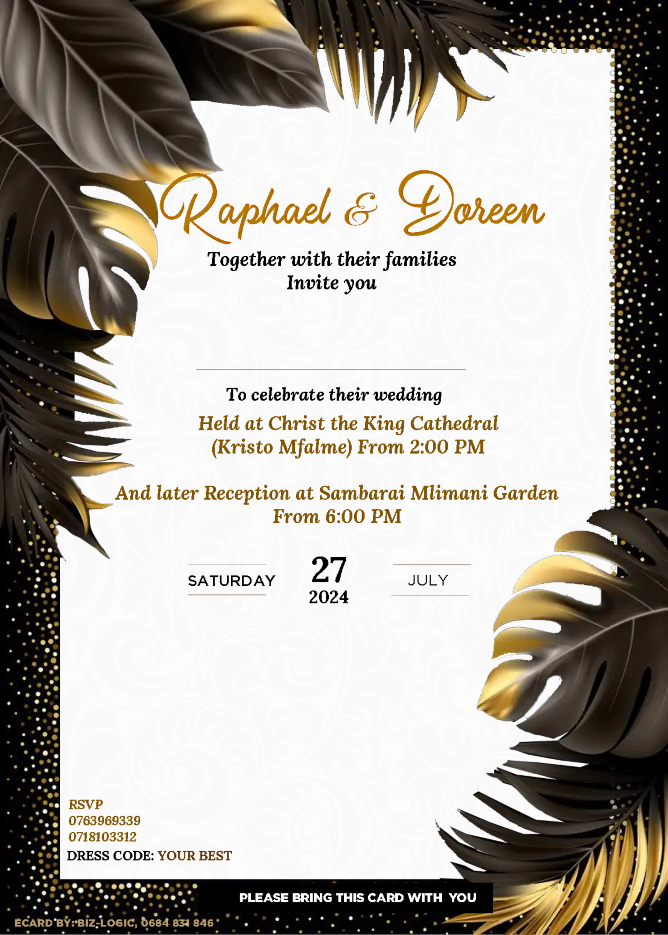 Raphael & Doreen
Together with their families
Invite you
To celebrate their wedding
Held at Christ the King Cathedral
(Kristo Mfalme) From 2:00 PM
And later Reception at Sambarai Mlimani Garden
From 6:00 PM
SATURDAY
27
2024
JULY
RSVP
0763969339
0718103312
DRESS CODE: YOUR BEST
PLEASE BRING THIS CARD WITH YOU
ECARD BY: BIZ-LOGIC, 0684 831 846